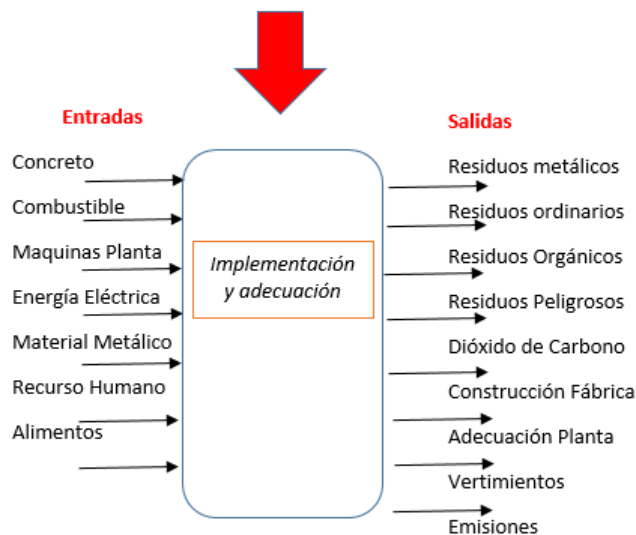 Entradas
Concreto
Combustible
Maquinas Planta
Energía Eléctrica
Material Metálico
Recurso Humano
Alimentos
Implementación
y adecuación
Salidas
Residuos metálicos
Residuos ordinarios
Residuos Orgánicos
Residuos Peligrosos
Dióxido de Carbono
Construcción Fábrica
Adecuación Planta
Vertimientos
Emisiones